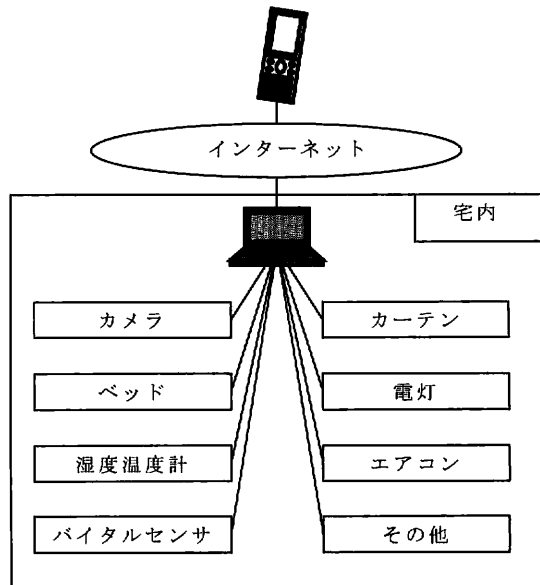 インターネット
宅内
カメラ
カーテン
ベッド
電灯
湿度温度計
エアコン
バイタルセンサ
その他